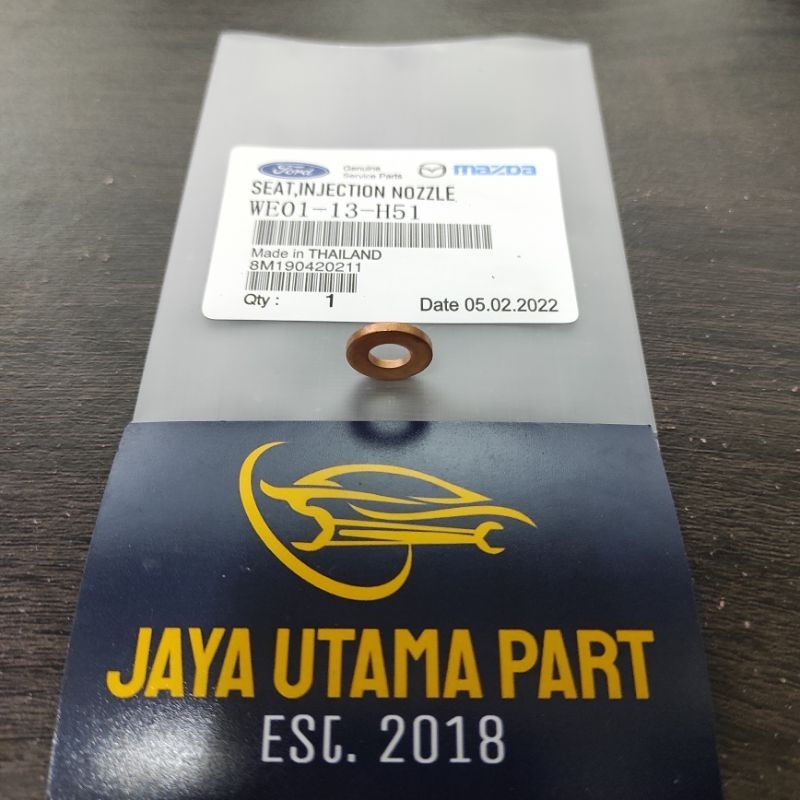 Ford Genuine Service Parts mazda
SEAT,INJECTION NOZZLE
WE01-13-H51
Made in THAILAND
8M190420211
Qty : 1 Date 05.02.2022
JAYA UTAMA PART
EST. 2018